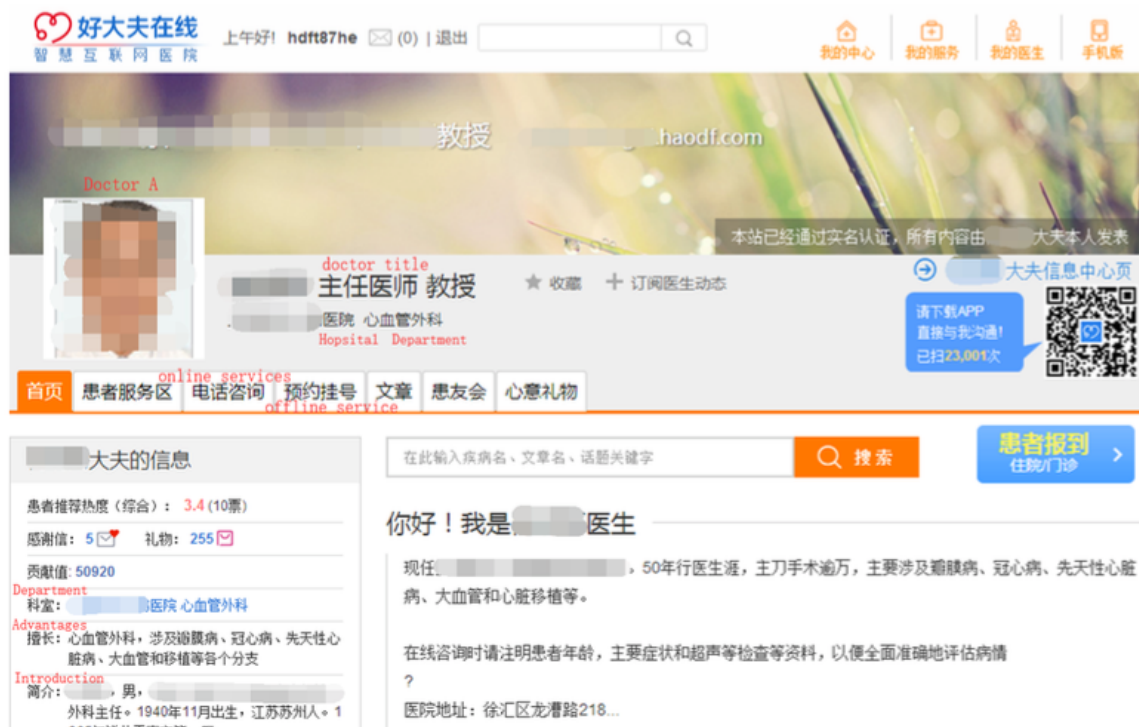 好大夫在线
智慧互联网医院
上午好! hdft87he (0) | 退出
我的中心 我的服务 我的医生 手机版
教授 .haodf.com
Doctor A
本站已经通过实名认证，所有内容由 大夫本人发表
doctor title
主任医师 教授 收藏 订阅医生动态
大夫信息中心页
医院 心血管外科
Hopsital Department
请下载APP
直接与我沟通!
已扫23,001次
online services
首页 患者服务区 电话咨询 预约挂号 文章 患友会 心意礼物
offline service
大夫的信息
在此输入疾病名、文章名、话题关键字 搜索
患者报到
住院/门诊
患者推荐热度（综合）： 3.4 (10票)
感谢信： 5 礼物： 255
贡献值: 50920
Department
科室： 医院 心血管外科
Advantages
擅长： 心血管外科，涉及瓣膜病、冠心病、先天性心
脏病、大血管和移植等各个分支
Introduction
简介： ，男，
外科主任。1940年11月出生，江苏苏州人。1
你好！我是 医生
现任 ，50年行医生涯，主刀手术逾万，主要涉及瓣膜病、冠心病、先天性心脏
病、大血管和心脏移植等。
在线咨询时请注明患者年龄，主要症状和超声等检查等资料，以便全面准确地评估病情
?
医院地址：徐汇区龙漕路218...